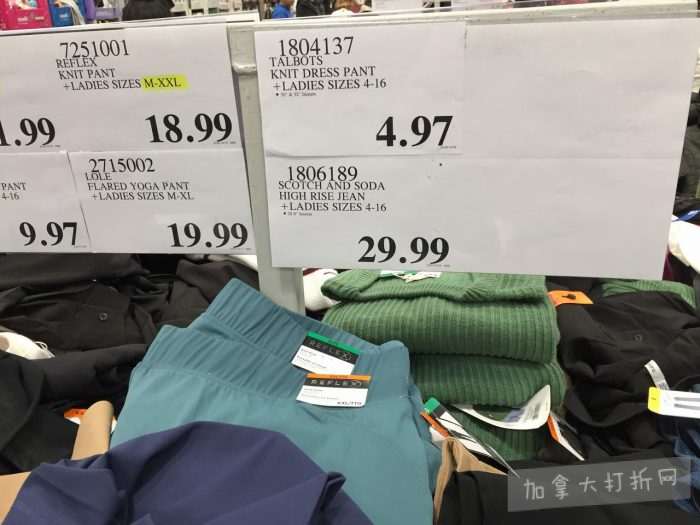 7251001
REFLEX
KNIT PANT
+LADIES SIZES M-XXL
18.99
1.99
1804137
TALBOTS
KNIT DRESS PANT
+LADIES SIZES 4-16
4.97
2715002
LOLE
FLARED YOGA PANT
+LADIES SIZES M-XL
19.99
PANT
4-16
9.97
1806189
SCOTCH AND SODA
HIGH RISE JEAN
+LADIES SIZES 4-16
29.99
REFLEX
REFLEX
XXL/TTG
加拿大打折网